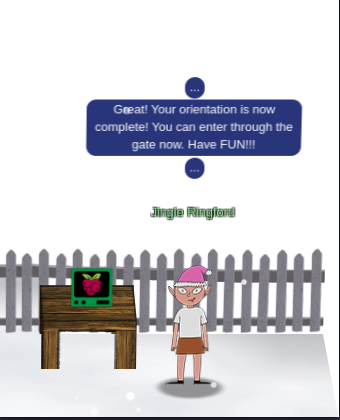 ...
Great! Your orientation is now
complete! You can enter through the
gate now. Have FUN!!!
...
Jingle Ringford